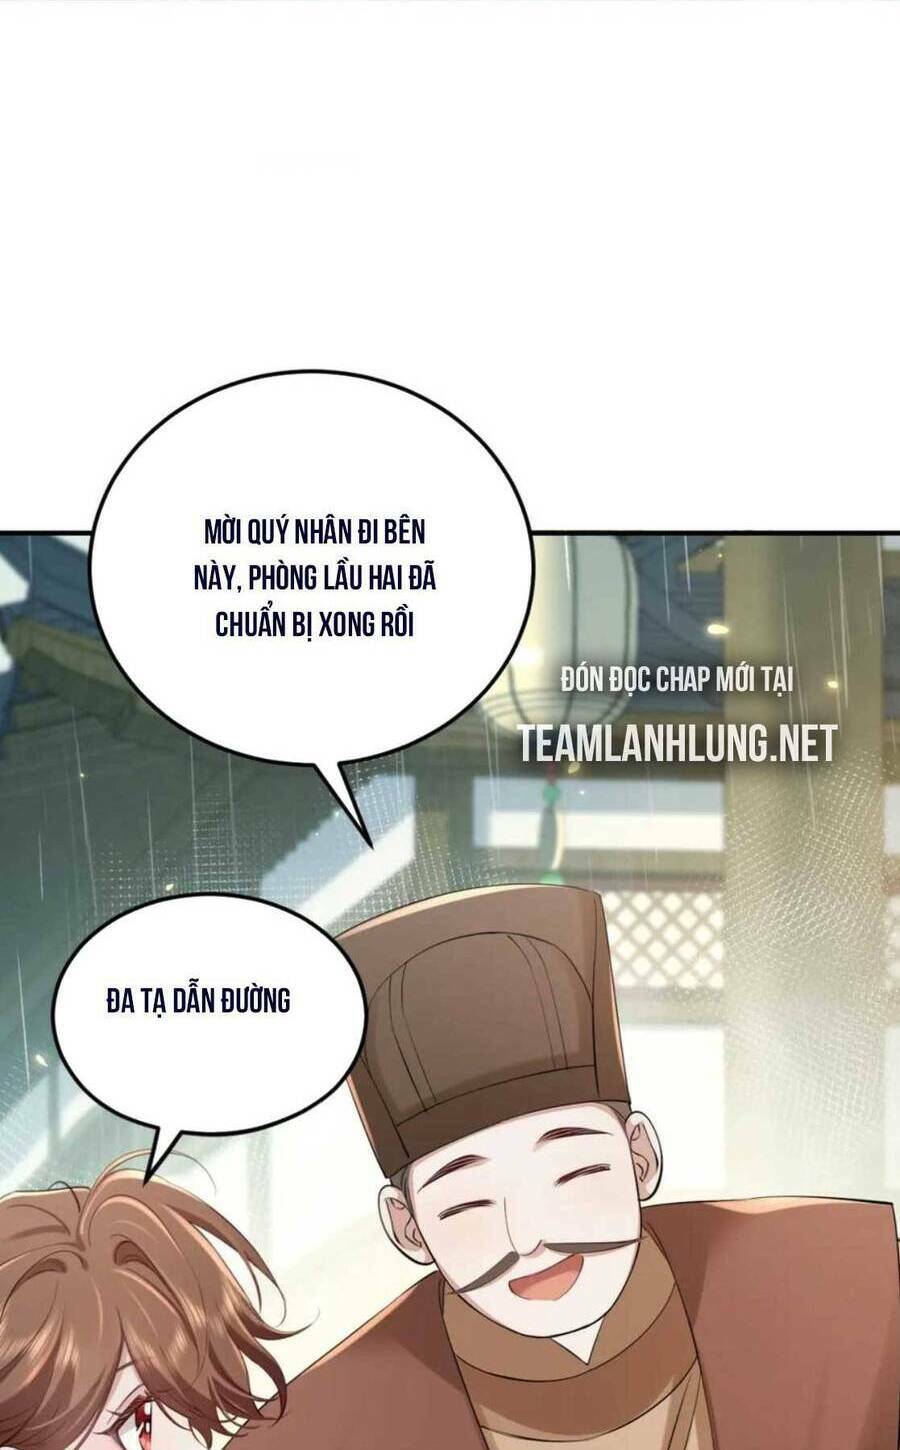 MỜI QUÝ NHÂN ĐI BÊN
NÀY, PHÒNG LẦU HAI ĐÃ
CHUẨN BỊ XONG RỒI
ĐÓN ĐỌC CHAP MỚI TẠI
TEAMLANHLUNG.NET
ĐA TẠ DẪN ĐƯỜNG